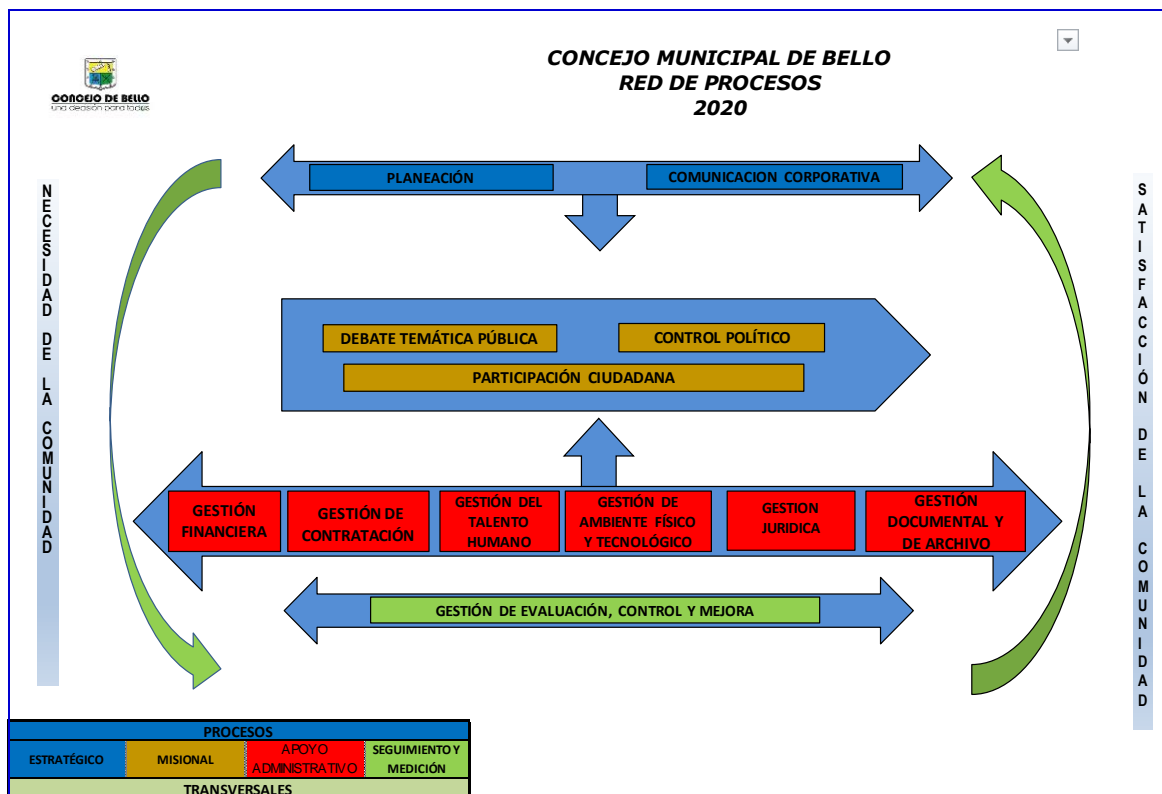 CONCEJO MUNICIPAL DE BELLO
RED DE PROCESOS
2020
CONCEJO DE BELLO
una decisión para todos
NECESIDAD DE LA COMUNIDAD
PLANEACIÓN
COMUNICACION CORPORATIVA
DEBATE TEMÁTICA PÚBLICA
CONTROL POLÍTICO
PARTICIPACIÓN CIUDADANA
GESTIÓN
FINANCIERA
GESTIÓN DE
CONTRATACIÓN
GESTIÓN DEL
TALENTO
HUMANO
GESTIÓN DE
AMBIENTE FÍSICO
Y TECNOLÓGICO
GESTION
JURIDICA
GESTIÓN
DOCUMENTAL Y
DE ARCHIVO
GESTIÓN DE EVALUACIÓN, CONTROL Y MEJORA
SATISFACCIÓN DE LA COMUNIDAD
PROCESOS
ESTRATÉGICO
MISIONAL
APOYO
ADMINISTRATIVO
SEGUIMIENTO Y
MEDICIÓN
TRANSVERSALES